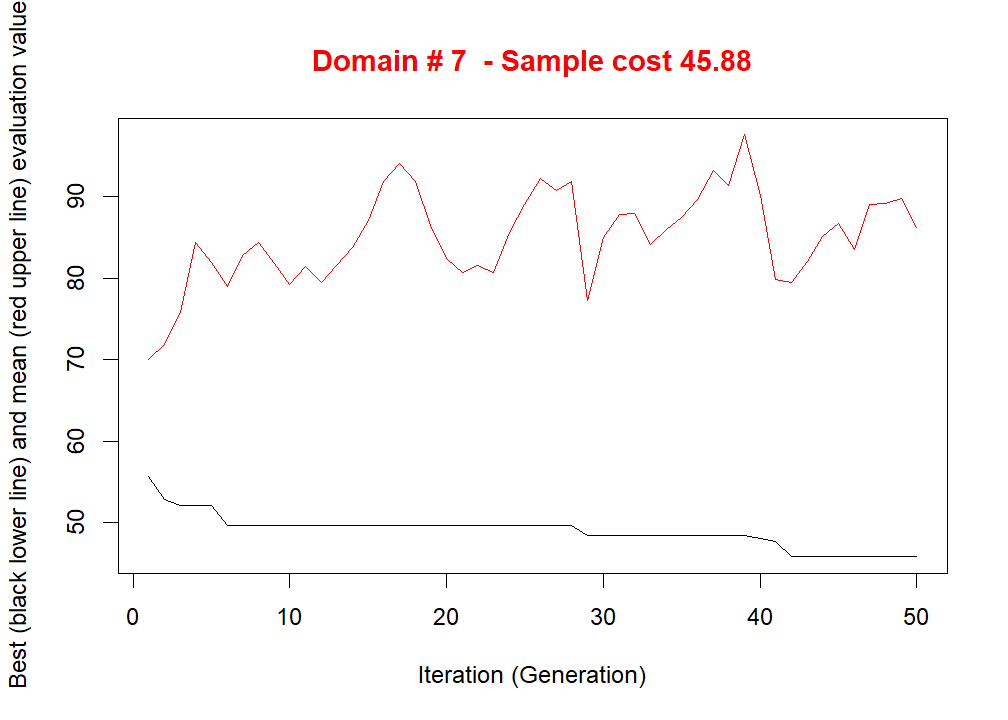 Domain # 7  - Sample cost 45.88
Best (black lower line) and mean (red upper line) evaluation value
90
80
70
60
50
0 10 20 30 40 50
Iteration (Generation)